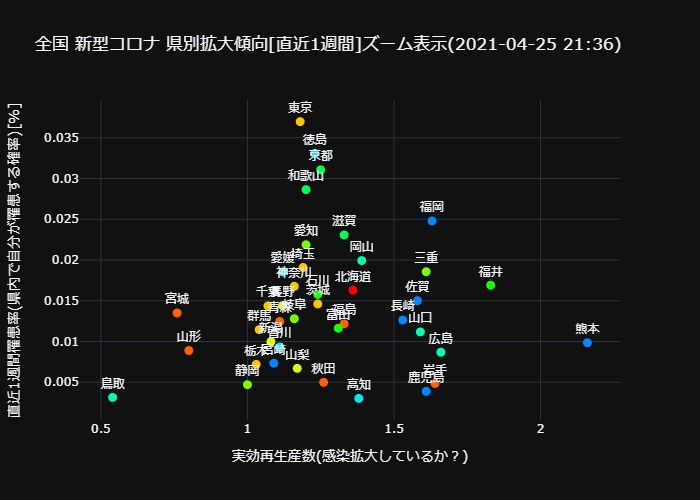 全国 新型コロナ 県別拡大傾向[直近1週間]ズーム表示(2021-04-25 21:36)
直近1週間罹患率(県内で自分が罹患する確率)[%]
0.035
0.03
0.025
0.02
0.015
0.01
0.005
東京
徳島
京都
和歌山
福岡
滋賀
愛知
岡山
埼玉
愛媛
三重
神奈川
石川
北海道
福井
佐賀
千葉
長野
茨城
宮城
岐阜
福島
富山
長崎
青森
群馬
山口
熊本
新潟
香川
山形
広島
栃木
宮崎
山梨
静岡
秋田
岩手
鹿児島
鳥取
高知
0.5
1
1.5
2
実効再生産数(感染拡大しているか？)